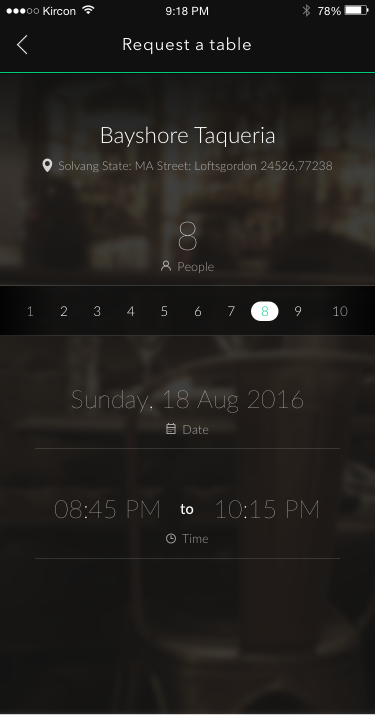 Kircon 9:18 PM 78%
Request a table
Bayshore Taqueria
Solvang State: MA Street: Loftsgordon 24526,77238
8
People
1 2 3 4 5 6 7 8 9 10
Sunday, 18 Aug 2016
Date
08:45 PM to 10:15 PM
Time